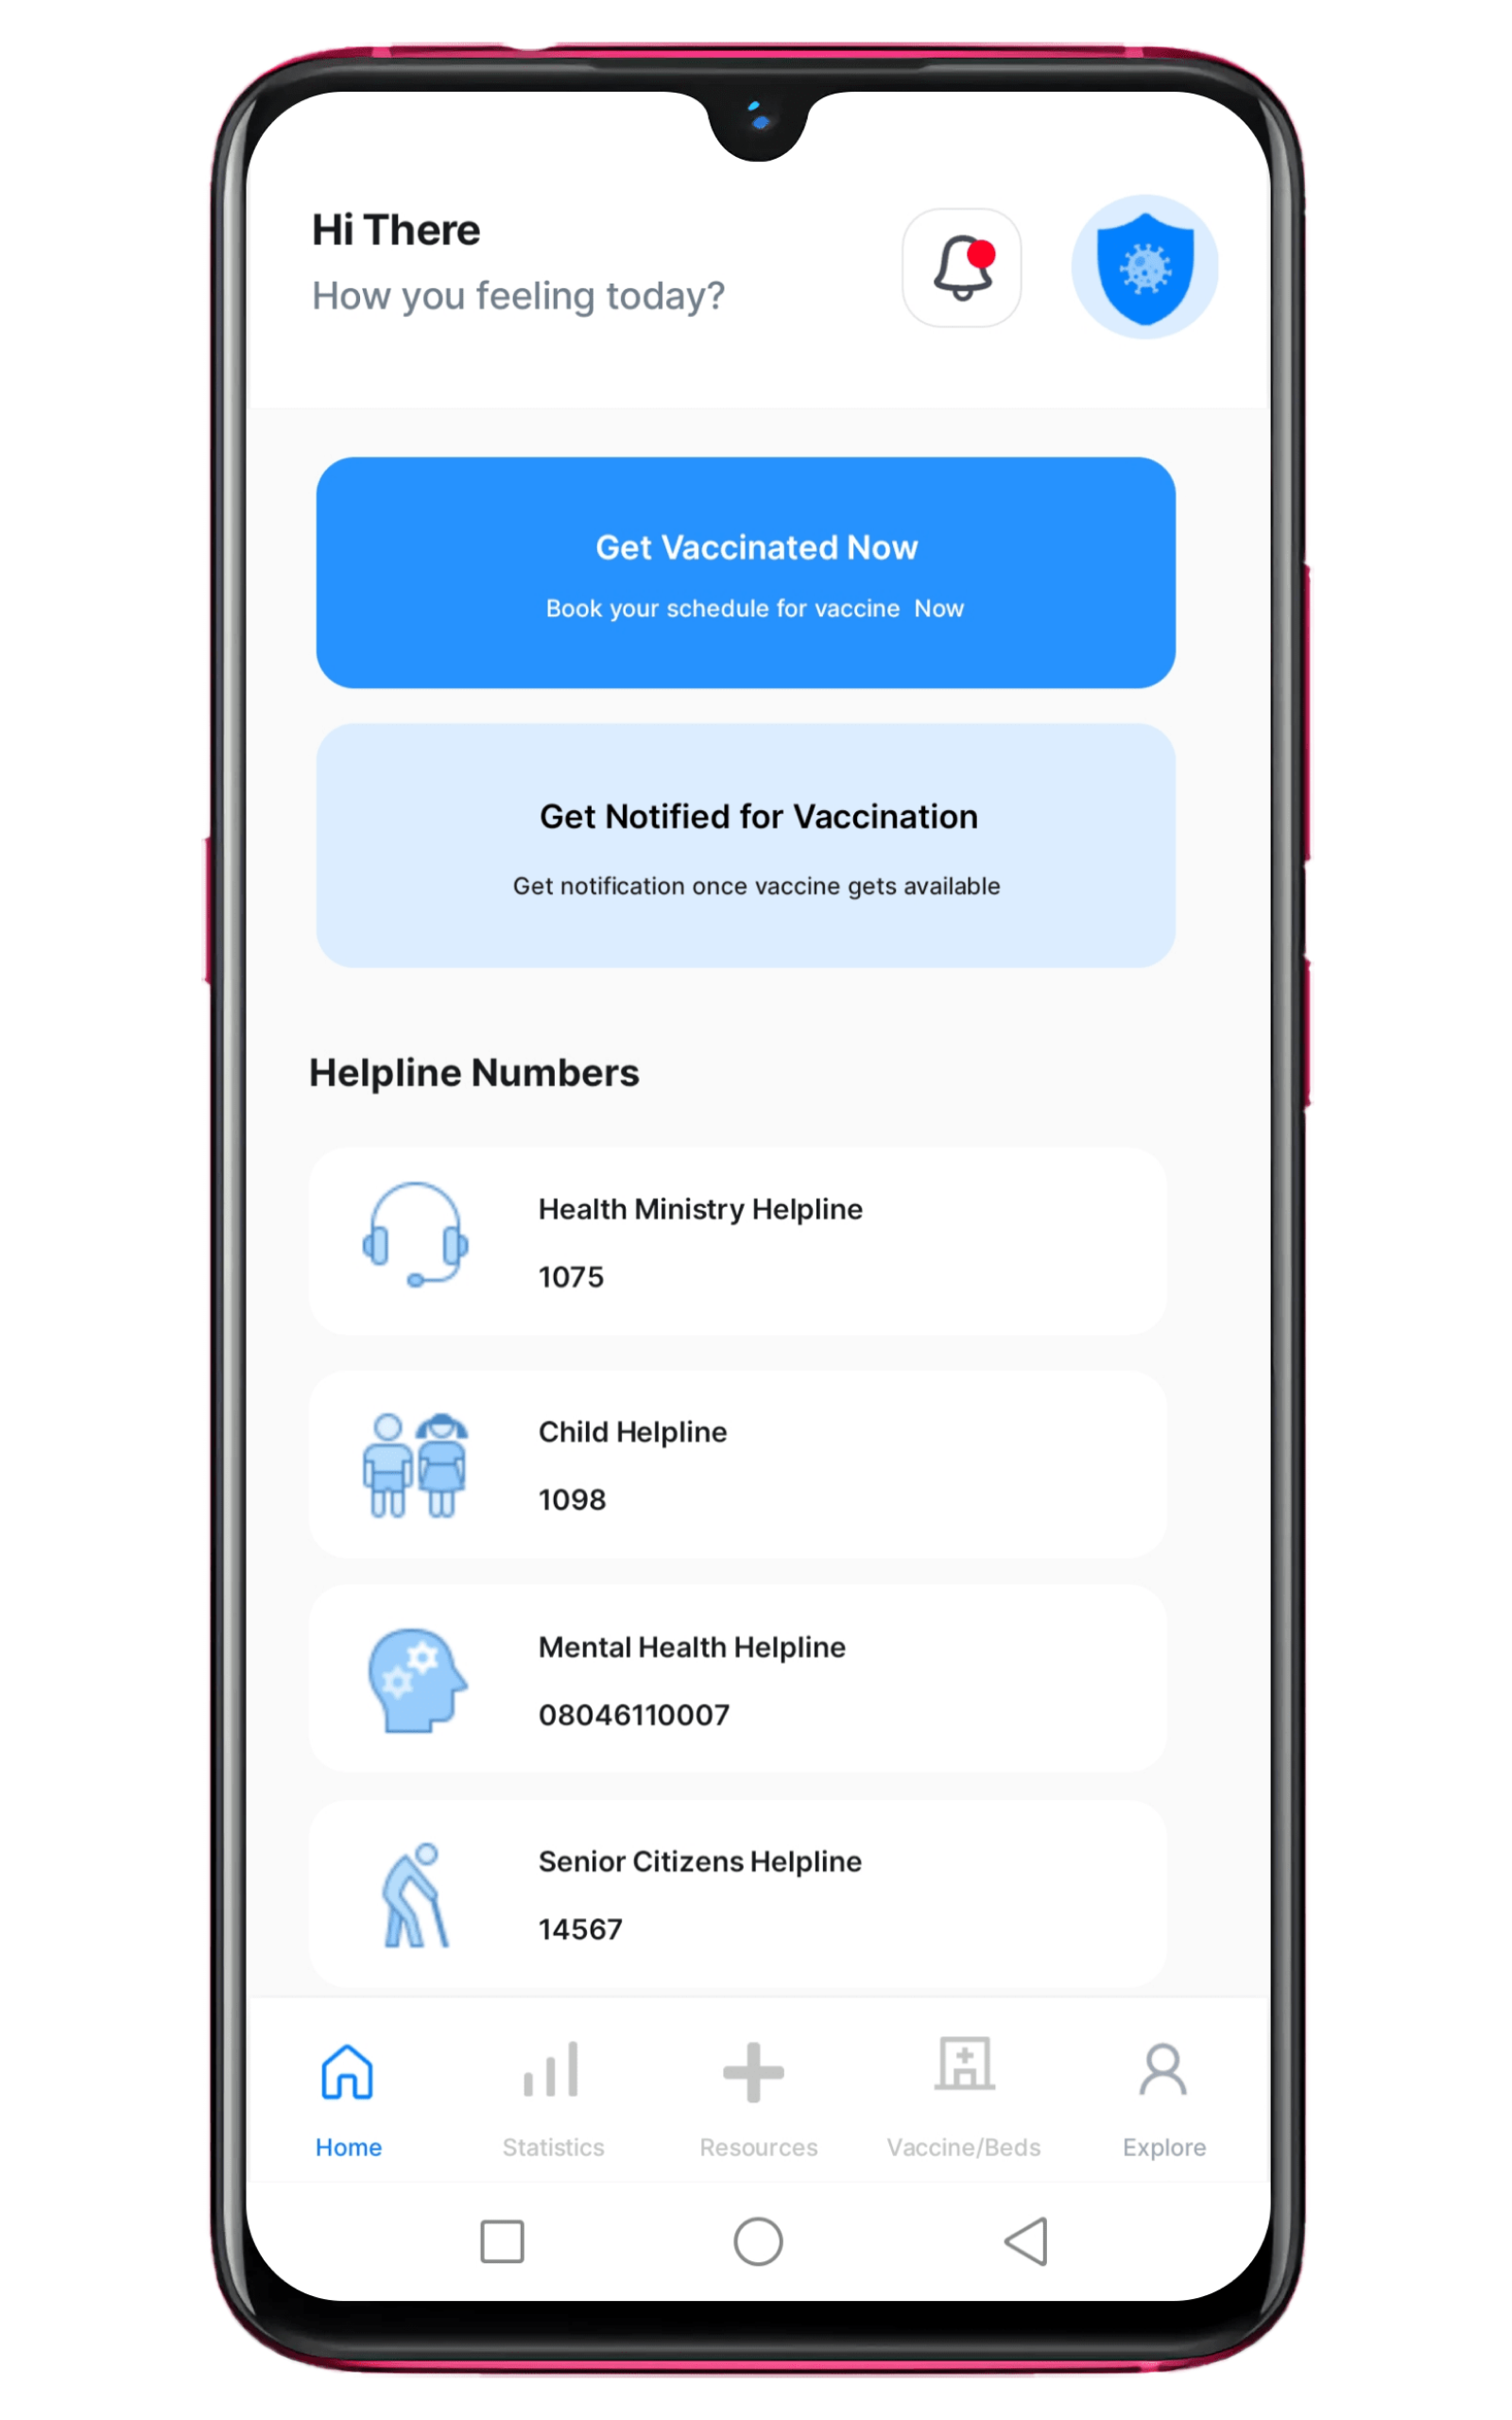 Hi There
How you feeling today?
Get Vaccinated Now
Book your schedule for vaccine  Now
Get Notified for Vaccination
Get notification once vaccine gets available
Helpline Numbers
Health Ministry Helpline
1075
Child Helpline
1098
Mental Health Helpline
08046110007
Senior Citizens Helpline
14567
Home
Statistics
Resources
Vaccine/Beds
Explore